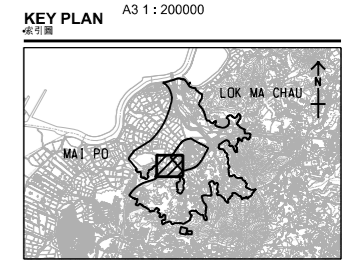 KEY PLAN
索引圖
A3 1 : 200000
LOK MA CHAU
N
MAI PO